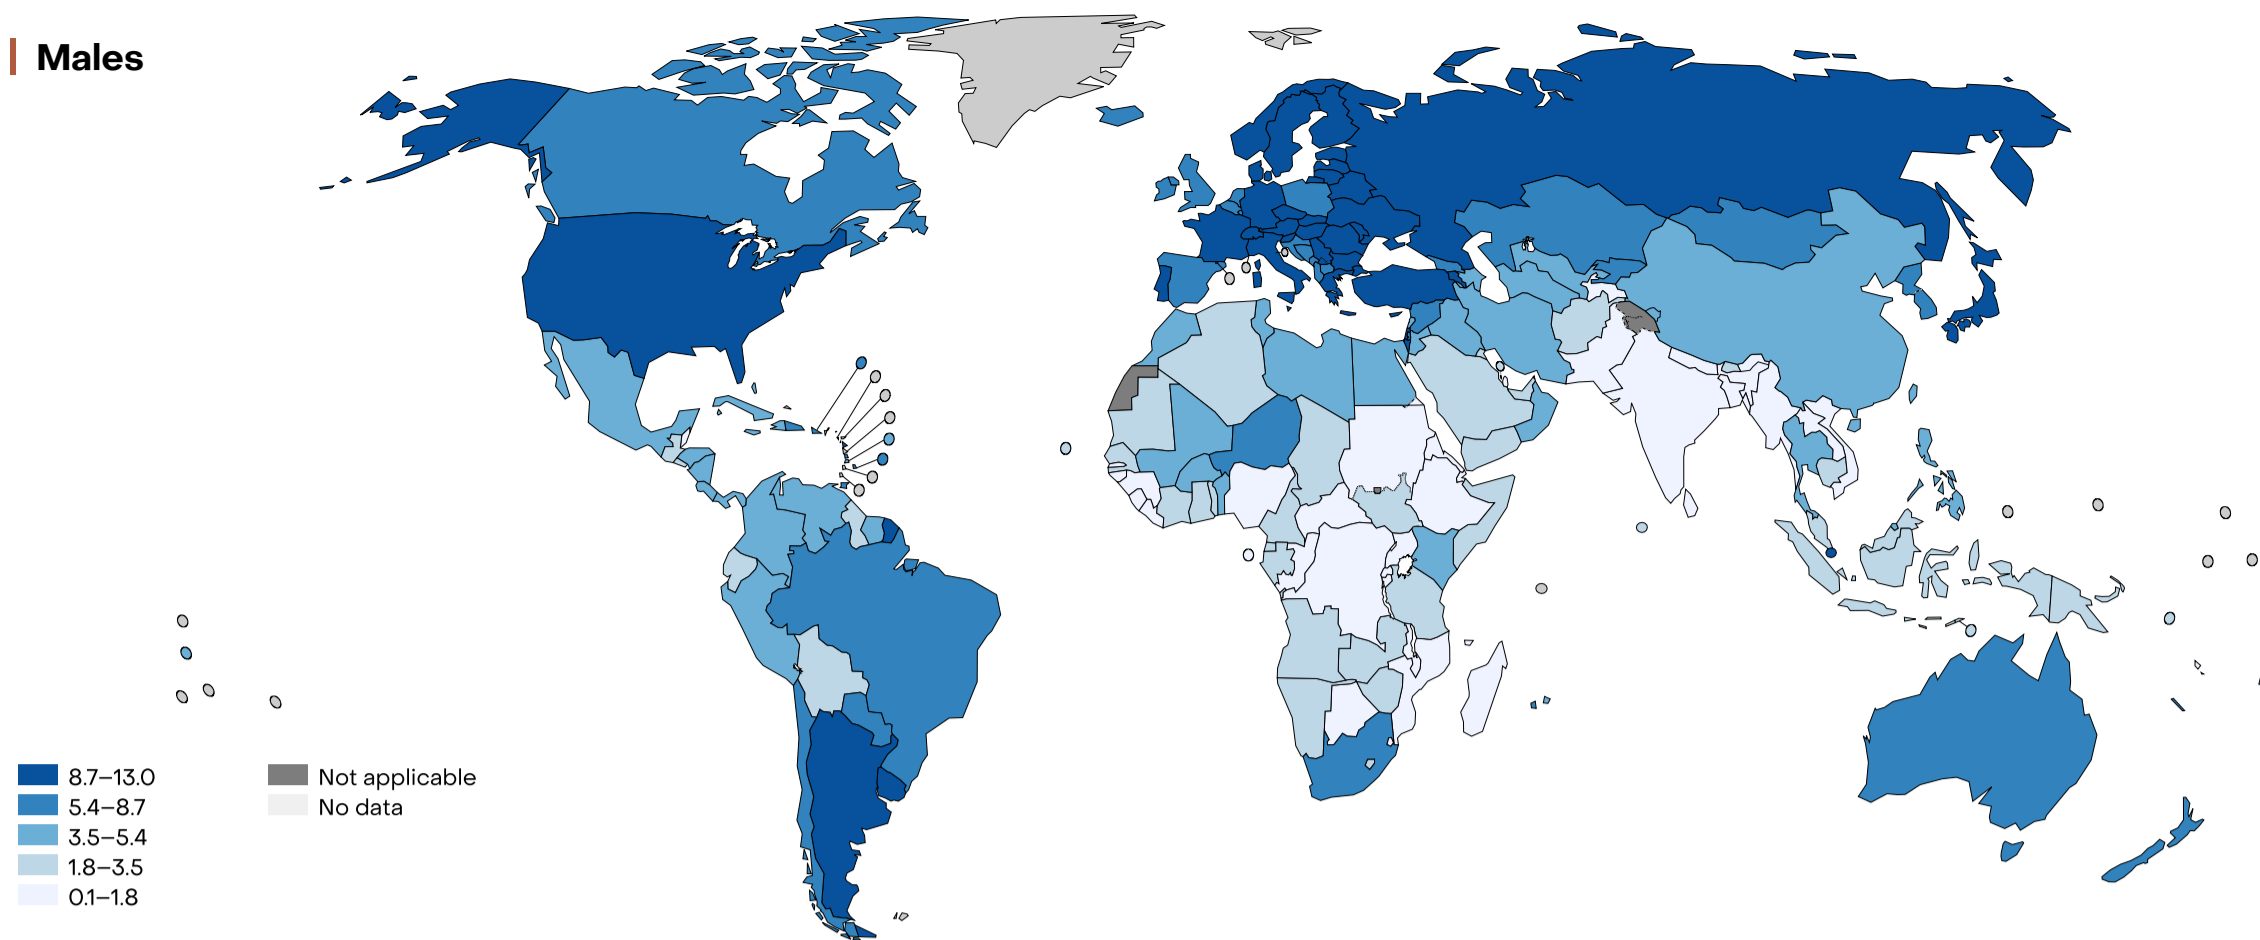 Males
8.7–13.0
5.4–8.7
3.5–5.4
1.8–3.5
0.1–1.8
Not applicable
No data